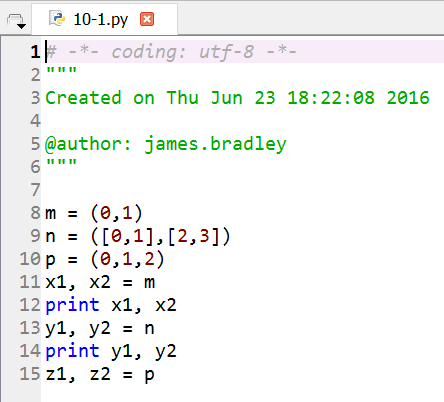 10-1.py
1 # -*- coding: utf-8 -*-
2 """
3 Created on Thu Jun 23 18:22:08 2016
4
5 @author: james.bradley
6 """
7
8 m = (0,1)
9 n = ([0,1],[2,3])
10 p = (0,1,2)
11 x1, x2 = m
12 print x1, x2
13 y1, y2 = n
14 print y1, y2
15 z1, z2 = p